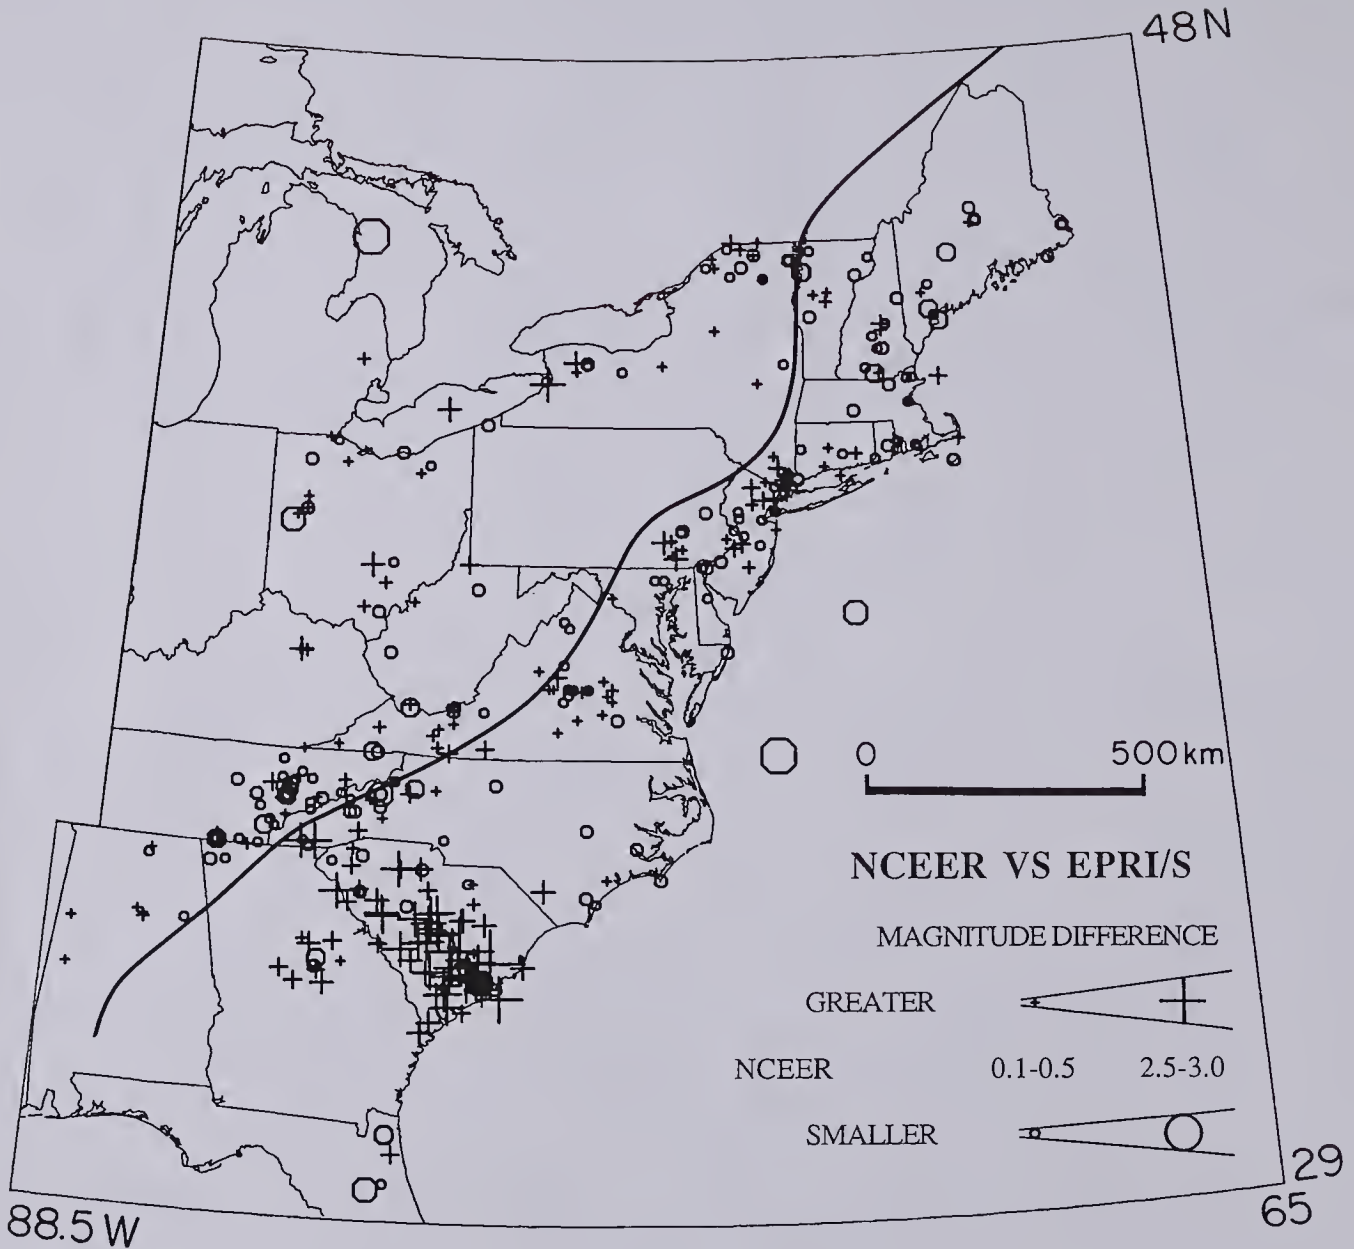 48N
0 500km
NCEER VS EPRI/S
MAGNITUDE DIFFERENCE
GREATER
NCEER 0.1-0.5 2.5-3.0
SMALLER
29
65
88.5W